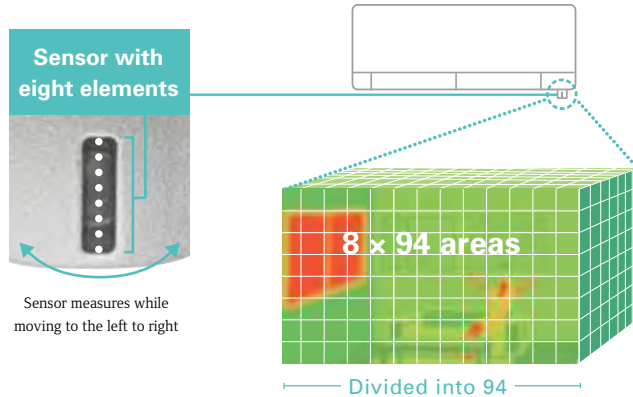 Sensor with
eight elements
8 × 94 areas
Sensor measures while
moving to the left to right
Divided into 94